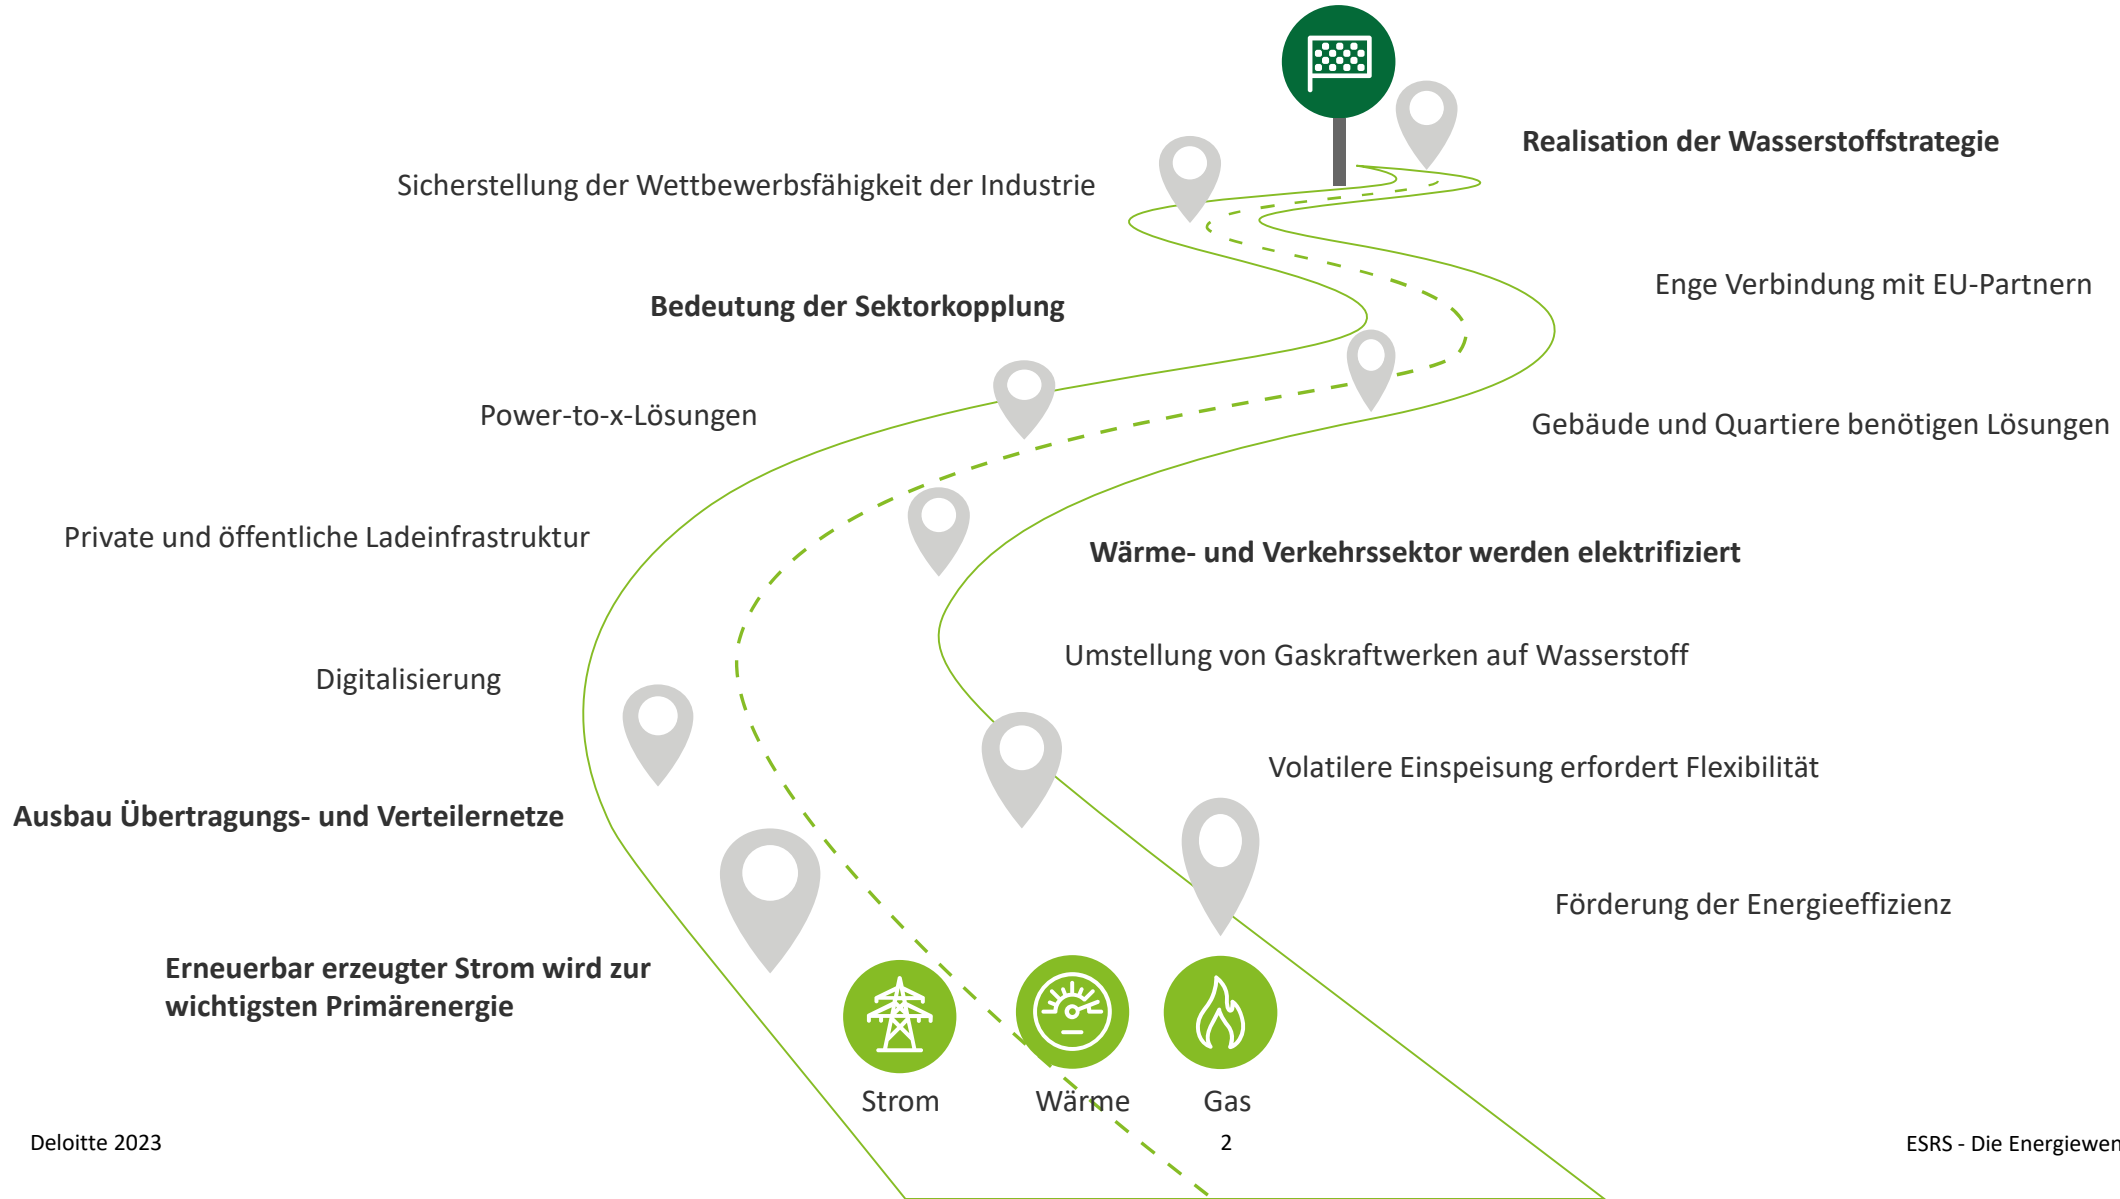 Realisation der Wasserstoffstrategie
Sicherstellung der Wettbewerbsfähigkeit der Industrie
Enge Verbindung mit EU-Partnern
Bedeutung der Sektorkopplung
Power-to-x-Lösungen
Gebäude und Quartiere benötigen Lösungen
Private und öffentliche Ladeinfrastruktur
Wärme- und Verkehrssektor werden elektrifiziert
Umstellung von Gaskraftwerken auf Wasserstoff
Digitalisierung
Volatilere Einspeisung erfordert Flexibilität
Ausbau Übertragungs- und Verteilernetze
Förderung der Energieeffizienz
Erneuerbar erzeugter Strom wird zur
wichtigsten Primärenergie
Strom
Wärme
Gas
Deloitte 2023
2
ESRS - Die Energiewen